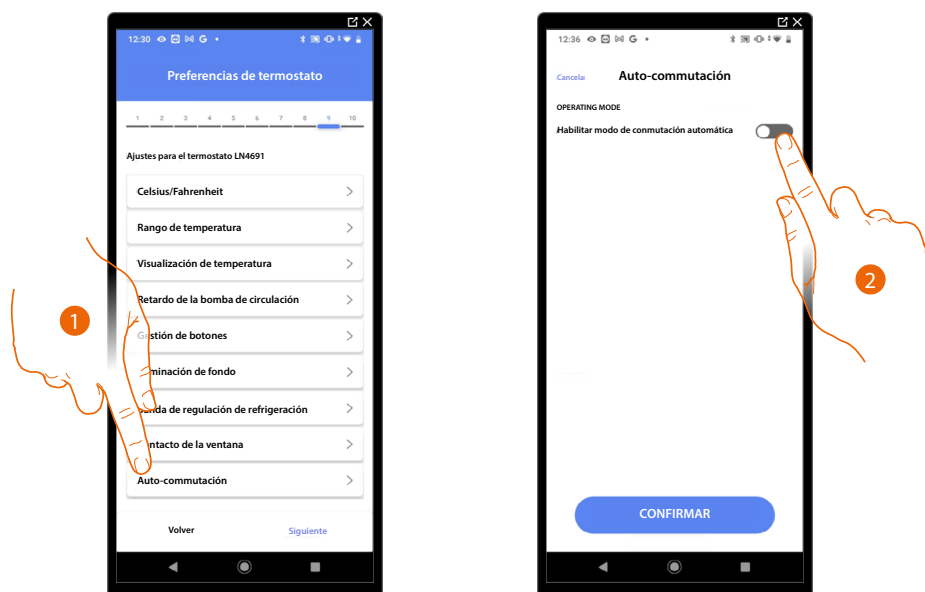 12:30 G
Preferencias de termostato
1 2 3 4 5 6 7 8 9 10
Ajustes para el termostato LN4691
Celsius/Fahrenheit
Rango de temperatura
Visualización de temperatura
Retardo de la bomba de circulación
Gestión de botones
minación de fondo
anda de regulación de refrigeración
ntacto de la ventana
Auto-commutación
Volver Siguiente
1
12:36 G
Cancela Auto-commutación
OPERATING MODE
Habilitar modo de conmutación automática
CONFIRMAR
2